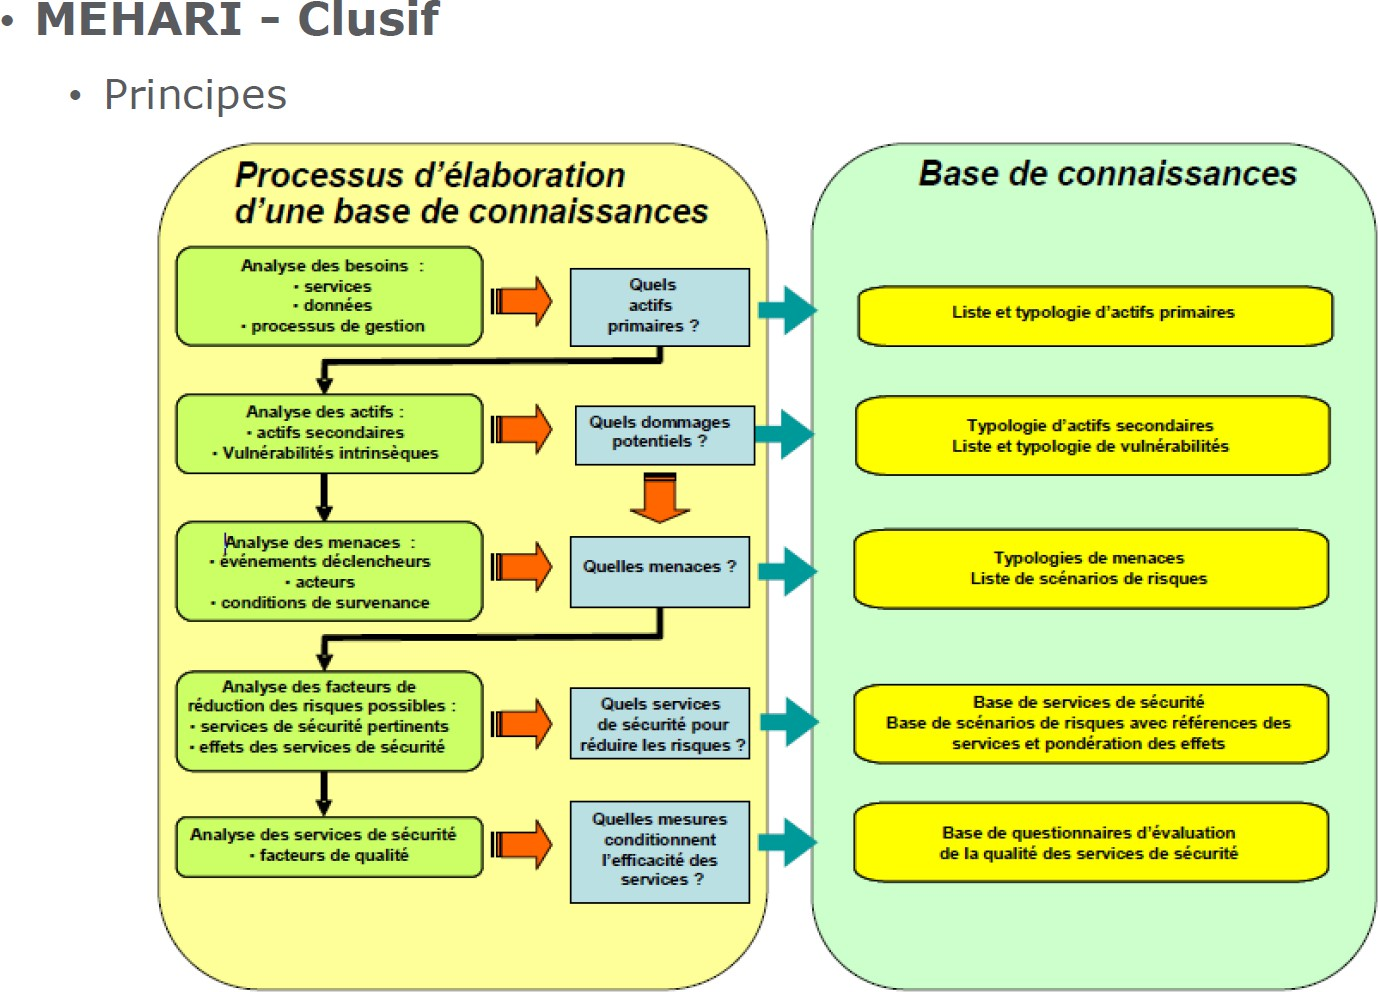 • MEHARI – Clusif
• Principes
Processus d'élaboration
d'une base de connaissances
Base de connaissances
Analyse des besoins :
• services
• données
• processus de gestion
Quels
actifs
primaires ?
Liste et typologie d'actifs primaires
Analyse des actifs :
• actifs secondaires
• Vulnérabilités intrinsèques
Quels dommages
potentiels ?
Typologie d'actifs secondaires
Liste et typologie de vulnérabilités
Analyse des menaces :
• événements déclencheurs
• acteurs
• conditions de survenance
Quelles menaces ?
Typologies de menaces
Liste de scénarios de risques
Analyse des facteurs de
réduction des risques possibles :
• services de sécurité pertinents
• effets des services de sécurité
Quels services
de sécurité pour
réduire les risques ?
Base de services de sécurité
Base de scénarios de risques avec références des
services et pondération des effets
Analyse des services de sécurité
• facteurs de qualité
Quelles mesures
conditionnent
l'efficacité des
services ?
Base de questionnaires d'évaluation
de la qualité des services de sécurité